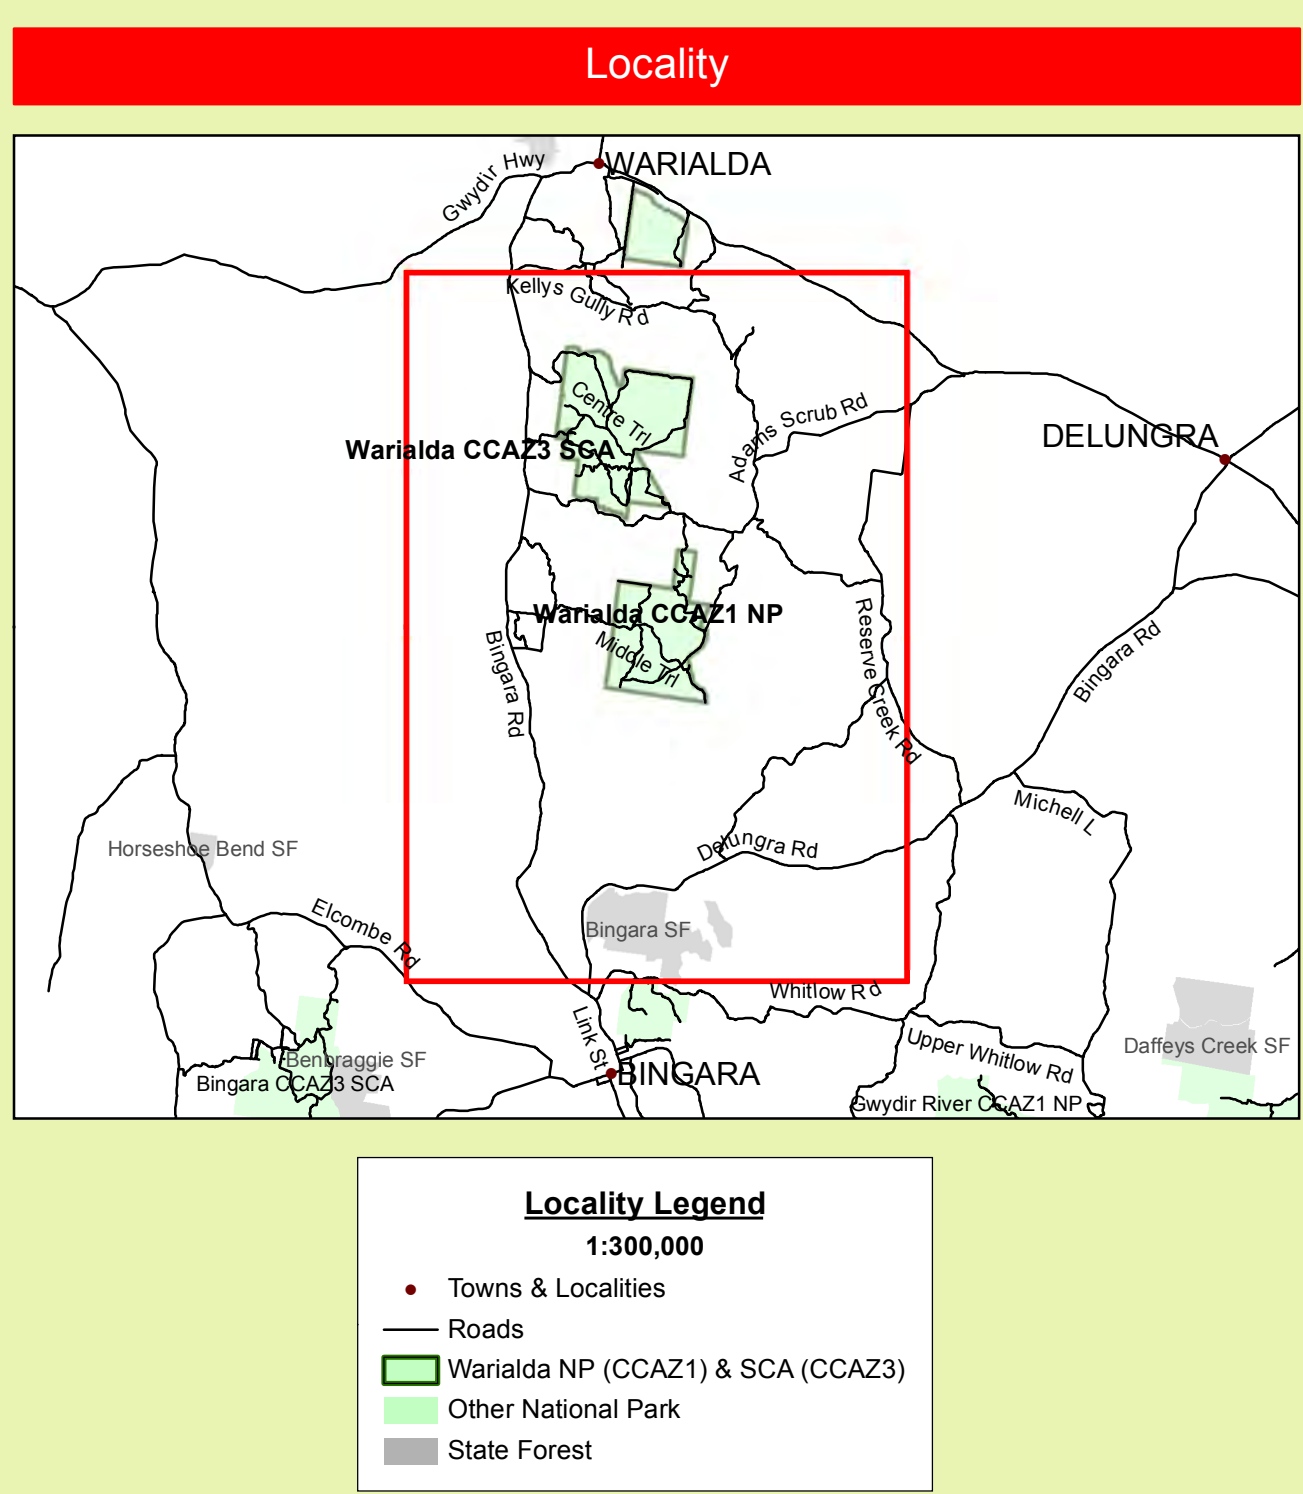 Locality
WARIALDA
Gwydir Hwy
Kellys Gully Rd
Centre Trl
Adams Scrub Rd
DELUNGRA
Warialda CCAZ3 SCA
Warialda CCAZ1 NP
Middle Trl
Bingara Rd
Reserve Creek Rd
Bingara Rd
Michell L
Delungra Rd
Horseshoe Bend SF
Elcombe Rd
Bingara SF
Whitlow Rd
Link St
Upper Whitlow Rd
Daffeys Creek SF
Benbraggie SF
Bingara CCAZ3 SCA
BINGARA
Gwydir River CCAZ1 NP
Locality Legend
1:300,000
Towns & Localities
Roads
Warialda NP (CCAZ1) & SCA (CCAZ3)
Other National Park
State Forest